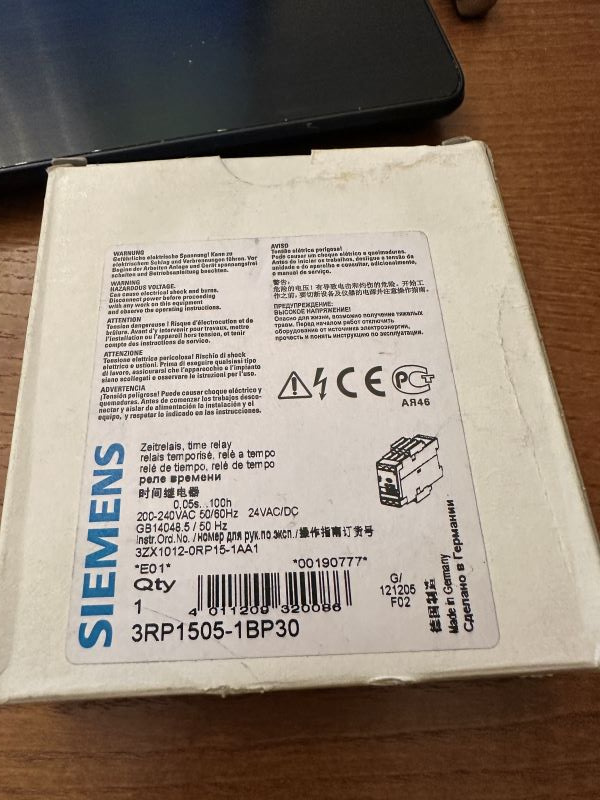 WARNUNG
Gefährliche elektrische Spannung! Kann zu
elektrischen Schlag und Verbrennungen führen. Vor
Beginn der Arbeiten Anlage und Gerät spannungsfrei
schalten und Betriebsanleitung beachten.
WARNING
HAZARDOUS VOLTAGE.
Can cause electrical shock and burns.
Disconnect power before proceeding
with any work on this equipment
and observe the operating instructions.
ATTENTION
Tension dangereuse ! Risque d'électrocution et de
brûlure. Avant d'y intervenir pour travaux, mettre
l'installation ou l'appareil hors tension, et tenir
compte des instructions de service.
ATTENZIONE
Tensione elettrica pericolosa! Rischio di shock
elettrico e ustioni. Prima di eseguire qualsiasi tipo
di lavoro, assicurarsi che l'apparecchio e l'impianto
siano scollegati e osservare le istruzioni per l'uso.
ADVERTENCIA
¡Tensión peligrosa! Puede causar choque eléctrico y
quemaduras. Antes de comenzar los trabajos desco-
nectar y aislar de alimentación la instalación y el
equipo, y respetar lo indicado en las instrucciones.
AVISO
Tensão elétrica perigosa!
Pode causar um choque elétrico e queimaduras.
Antes de iniciar os trabalhos, desligue a tensão da
unidade e do aparelho e consultar, adicionalmente,
o manual de serviço.
警告:
危险的电压!有导致电击和灼伤的危险。开始工
作之前,要切断设备及仪器的电源并注意操作指南.
ПРЕДУПРЕЖДЕНИЕ:
ВЫСОКОЕ НАПРЯЖЕНИЕ!
Опасно для жизни, возможно получение тяжелых
травм. Перед началом работ отключить
оборудование от источника электроэнергии,
прочесть и понять инструкцию по эксплуатации.
CE
РСТ
АЯ46
SIEMENS
Zeitrelais, time relay
relais temporisé, relè a tempo
relé de tiempo, relé de tempo
реле времени
时间继电器
0,05s...100h
200-240VAC 50/60Hz 24VAC/DC
GB14048.5 / 50 Hz
Instr.Ord.No. / номер для рук.по эксп./操作指南订货号
3ZX1012-0RP15-1AA1
*E01* *00190777*
Qty
1
4 011209 320086
G/
121205
F02
3RP1505-1BP30
德国制造
Made in Germany
Сделано в Германии